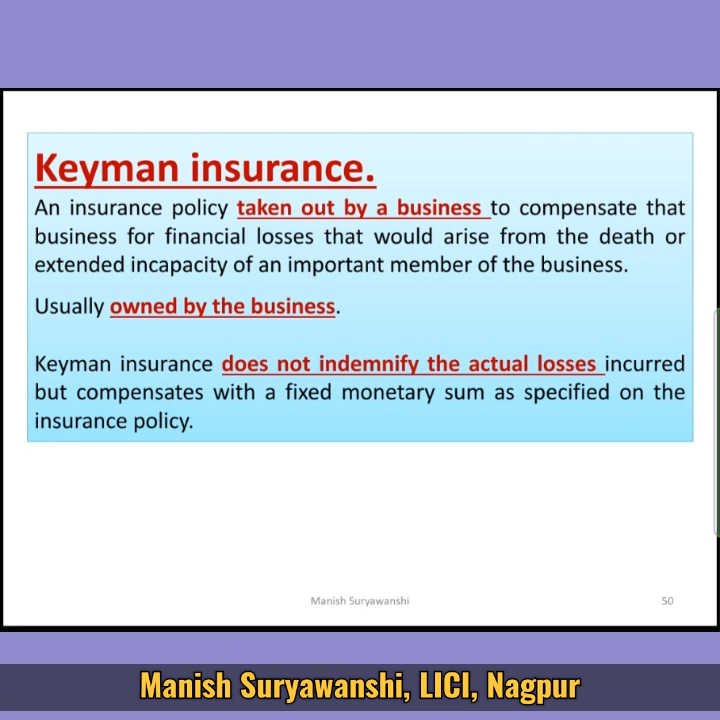 Keyman insurance.
An insurance policy taken out by a business to compensate that
business for financial losses that would arise from the death or
extended incapacity of an important member of the business.
Usually owned by the business.
Keyman insurance does not indemnify the actual losses incurred
but compensates with a fixed monetary sum as specified on the
insurance policy.
Manish Suryawanshi
50
Manish Suryawanshi, LICI, Nagpur